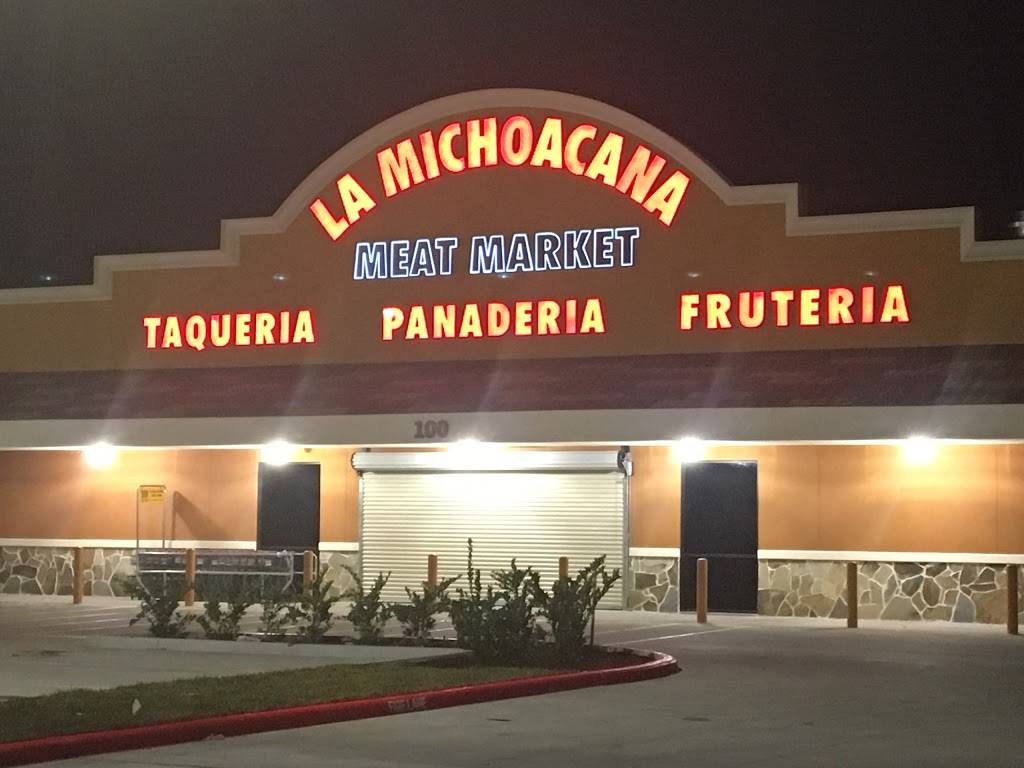 LA MICHOACANA
MEAT MARKET
TAQUERIA PANADERIA FRUTERIA
100